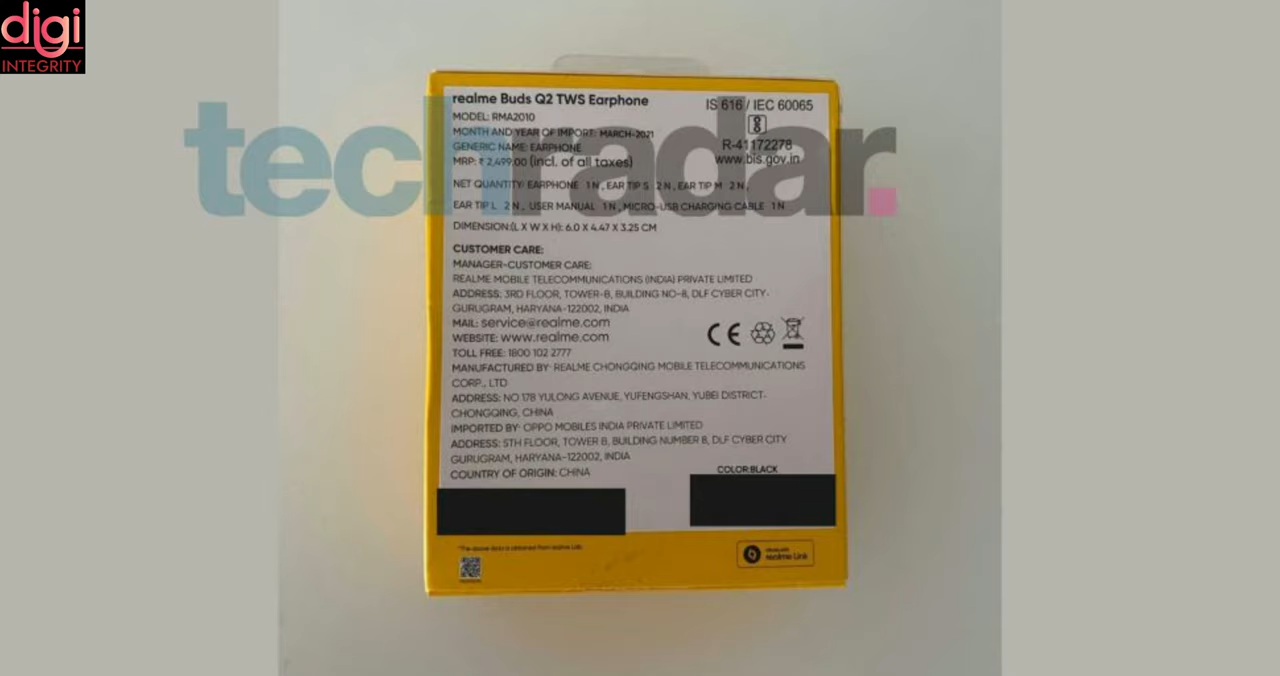 digi
INTEGRITY
techradar.
realme Buds Q2 TWS Earphone
MODEL: RMA2010
MONTH AND YEAR OF IMPORT: MARCH-2021
GENERIC NAME: EARPHONE
MRP: ₹ 2,499.00 (incl. of all taxes)
IS 616 / IEC 60065
R-41172278
www.bis.gov.in
NET QUANTITY: EARPHONE 1 N , EAR TIP S 2 N , EAR TIP M 2 N ,
EAR TIP L 2 N , USER MANUAL 1 N , MICRO-USB CHARGING CABLE 1 N
DIMENSION:(L X W X H): 6.0 X 4.47 X 3.25 CM
CUSTOMER CARE:
MANAGER-CUSTOMER CARE:
REALME MOBILE TELECOMMUNICATIONS (INDIA) PRIVATE LIMITED
ADDRESS: 3RD FLOOR, TOWER-B, BUILDING NO-8, DLF CYBER CITY-
GURUGRAM, HARYANA-122002, INDIA
MAIL: service@realme.com
WEBSITE: www.realme.com
TOLL FREE: 1800 102 2777
CE
MANUFACTURED BY: REALME CHONGQING MOBILE TELECOMMUNICATIONS
CORP., LTD
ADDRESS: NO.178 YULONG AVENUE, YUFENGSHAN, YUBEI DISTRICT-
CHONGQING, CHINA
IMPORTED BY: OPPO MOBILES INDIA PRIVATE LIMITED
ADDRESS: 5TH FLOOR, TOWER B, BUILDING NUMBER 8, DLF CYBER CITY
GURUGRAM, HARYANA-122002, INDIA
COUNTRY OF ORIGIN: CHINA
COLOR:BLACK
*The above data is obtained from realme Lab.
realme Link